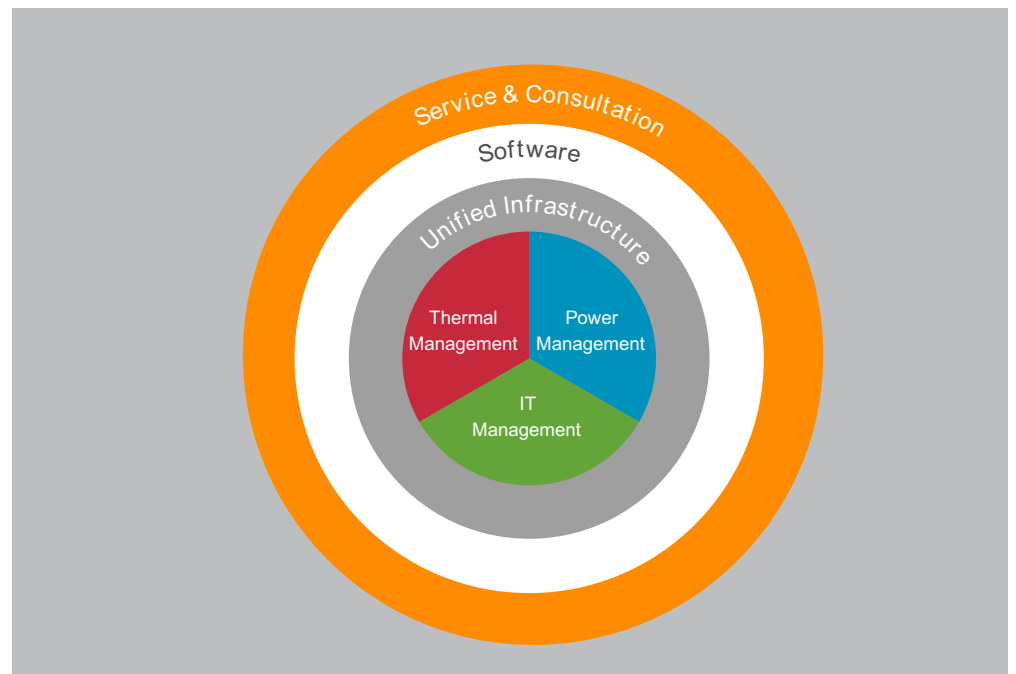 Service & Consultation
Software
Unified Infrastructure
Thermal
Management
Power
Management
IT
Management